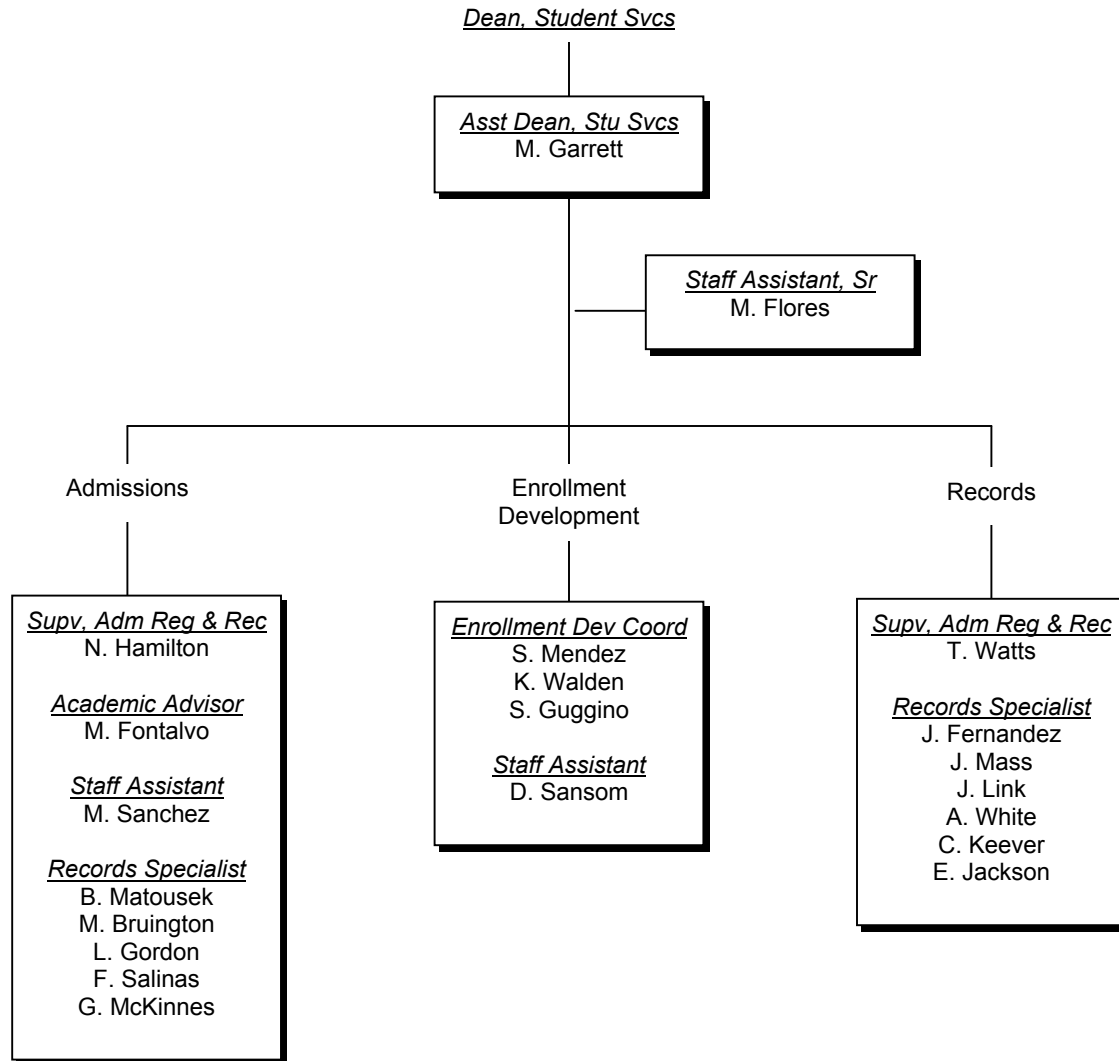 Dean, Student Svcs
Asst Dean, Stu Svcs
M. Garrett
Staff Assistant, Sr
M. Flores
Admissions
Enrollment
Development
Records
Supv, Adm Reg & Rec
N. Hamilton
Academic Advisor
M. Fontalvo
Staff Assistant
M. Sanchez
Records Specialist
B. Matousek
M. Bruington
L. Gordon
F. Salinas
G. McKinnes
Enrollment Dev Coord
S. Mendez
K. Walden
S. Guggino
Staff Assistant
D. Sansom
Supv, Adm Reg & Rec
T. Watts
Records Specialist
J. Fernandez
J. Mass
J. Link
A. White
C. Keever
E. Jackson